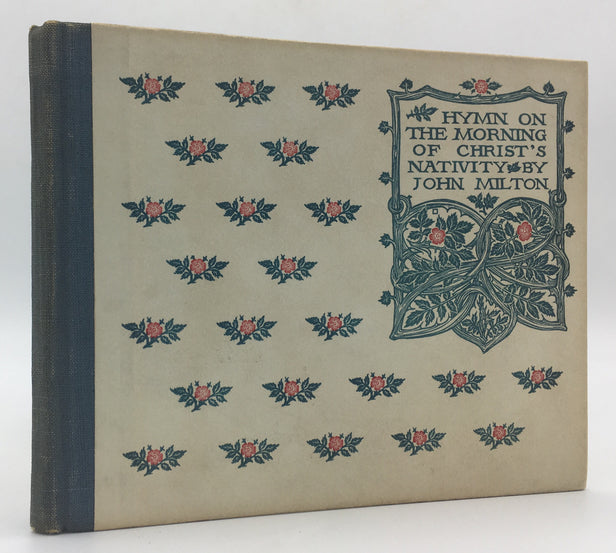 HYMN ON
THE MORNING
OF CHRIST'S
NATIVITY BY
JOHN MILTON